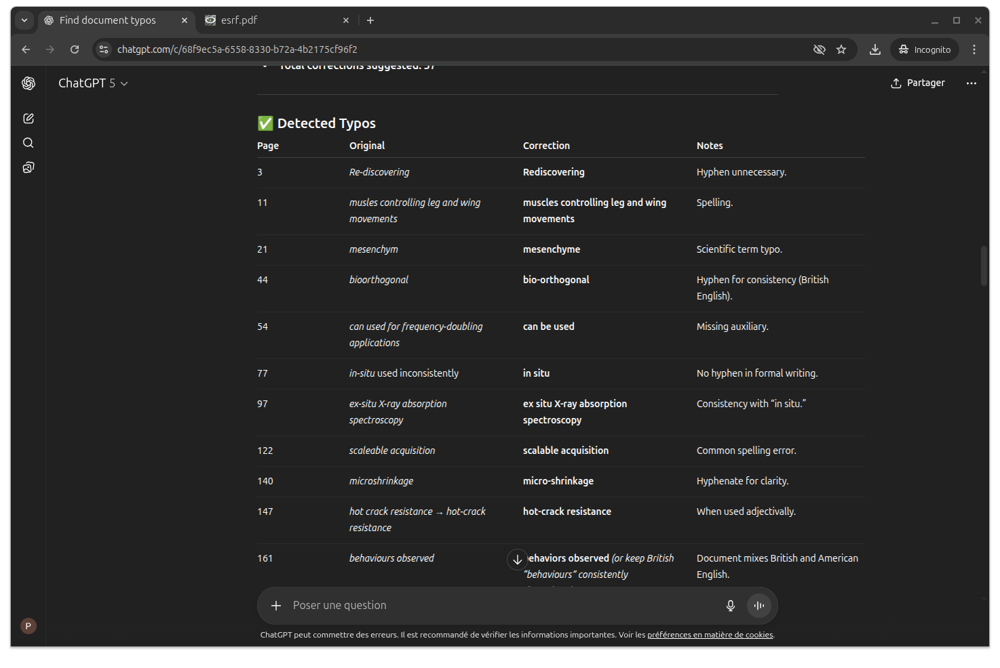 Find document typos
esrf.pdf
chatgpt.com/c/68f9ec5a-6558-8330-b72a-4b2175cf96f2
Incognito
Total corrections suggested: 37
ChatGPT 5
Partager
✅ Detected Typos
Page Original Correction Notes
3 Re-discovering Rediscovering Hyphen unnecessary.
11 musles controlling leg and wing muscles controlling leg and wing Spelling.
movements movements
21 mesenchym mesenchyme Scientific term typo.
44 bioorthogonal bio-orthogonal Hyphen for consistency (British
English).
54 can used for frequency-doubling can be used Missing auxiliary.
applications
77 in-situ used inconsistently in situ No hyphen in formal writing.
97 ex-situ X-ray absorption ex situ X-ray absorption Consistency with “in situ.”
spectroscopy spectroscopy
122 scaleable acquisition scalable acquisition Common spelling error.
140 microshrinkage micro-shrinkage Hyphenate for clarity.
147 hot crack resistance → hot-crack hot-crack resistance When used adjectivally.
resistance
161 behaviours observed behaviors observed (or keep British Document mixes British and American
“behaviours” consistently English.
Poser une question
P
ChatGPT peut commettre des erreurs. Il est recommandé de vérifier les informations importantes. Voir les préférences en matière de cookies.